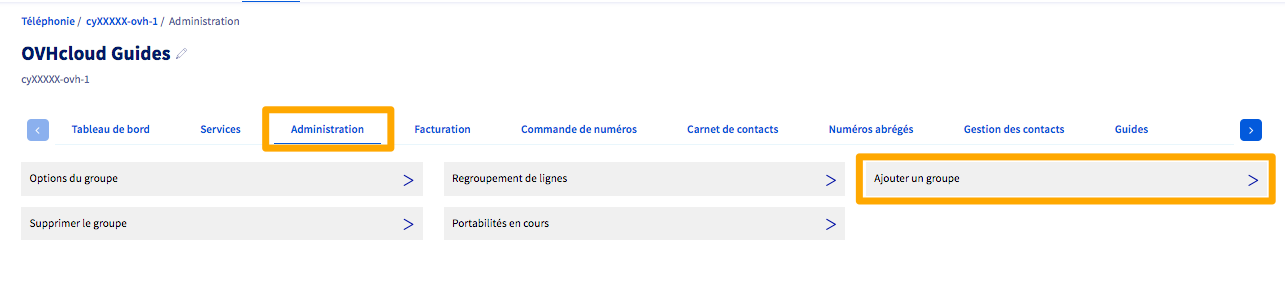 Téléphonie / cyXXXXX-ovh-1 / Administration
OVHcloud Guides
cyXXXXX-ovh-1
Tableau de bord Services Administration Facturation Commande de numéros Carnet de contacts Numéros abrégés Gestion des contacts Guides
Options du groupe Regroupement de lignes Ajouter un groupe
Supprimer le groupe Portabilités en cours